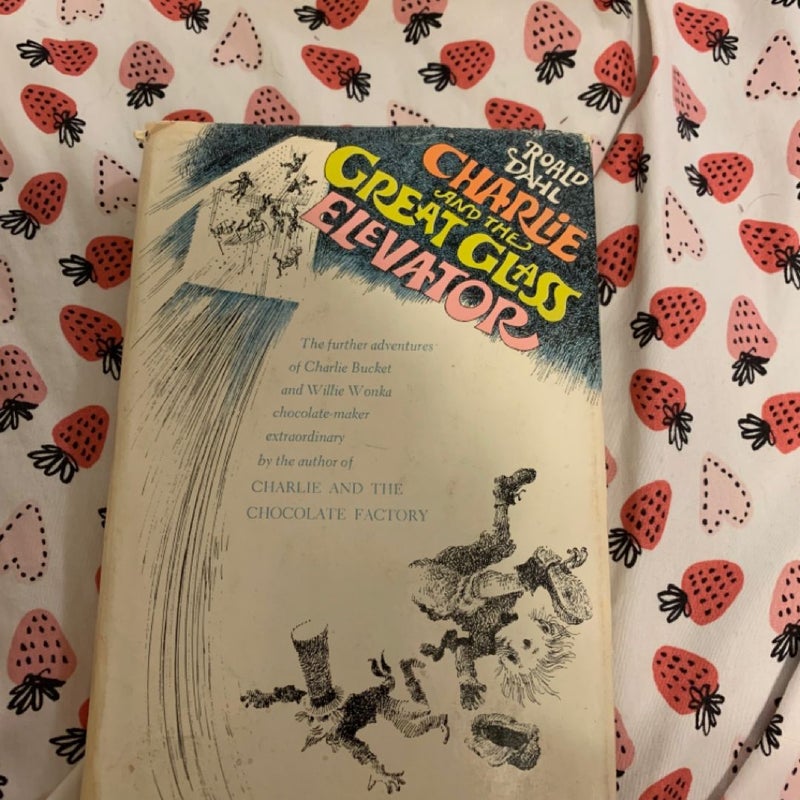 ROALD
DAHL
CHARLIE
AND THE
GREAT GLASS
ELEVATOR
The further adventures
of Charlie Bucket
and Willie Wonka
chocolate-maker
extraordinary
by the author of
CHARLIE AND THE
CHOCOLATE FACTORY